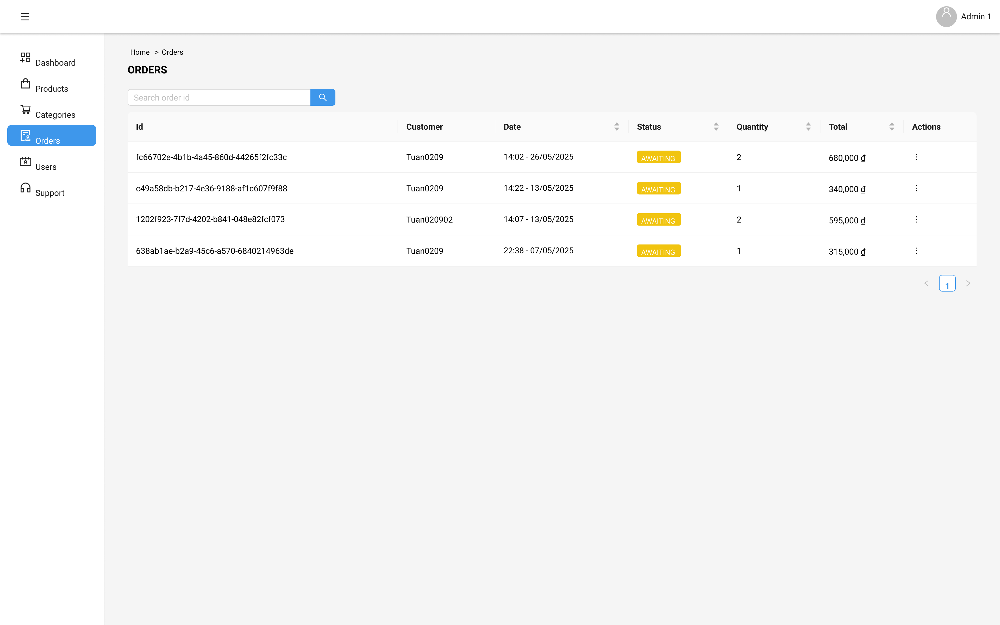 Admin 1
Dashboard
Products
Categories
Orders
Users
Support
Home > Orders
ORDERS
Search order id
Id Customer Date Status Quantity Total Actions
fc66702e-4b1b-4a45-860d-44265f2fc33c Tuan0209 14:02 - 26/05/2025 AWAITING 2 680,000 ₫
c49a58db-b217-4e36-9188-af1c607f9f88 Tuan0209 14:22 - 13/05/2025 AWAITING 1 340,000 ₫
1202f923-7f7d-4202-b841-048e82fcf073 Tuan020902 14:07 - 13/05/2025 AWAITING 2 595,000 ₫
638ab1ae-b2a9-45c6-a570-6840214963de Tuan0209 22:38 - 07/05/2025 AWAITING 1 315,000 ₫
1